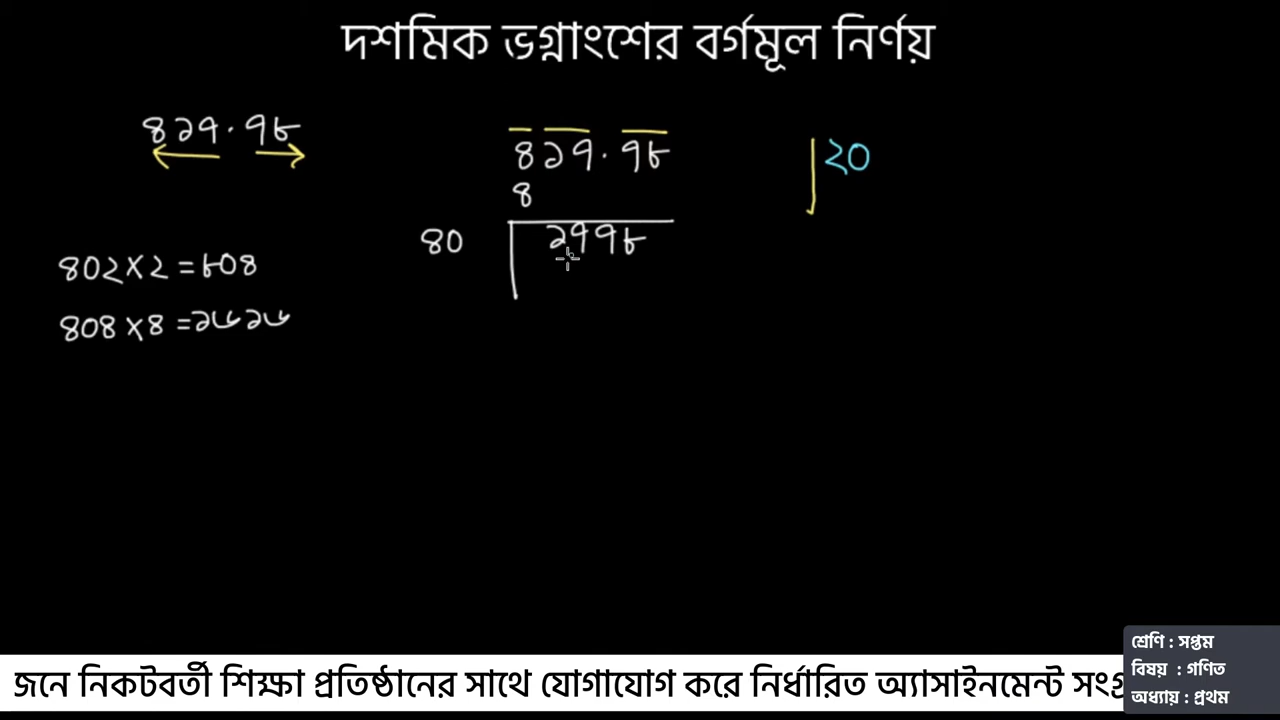 দশমিক ভগ্নাংশের বর্গমূল নির্ণয়
৪১৭.৭৮
৪১৭.৭৮
২০
৪
৪০
১৭৭৮
৪০২×২=৮০৪
৪০৪×৪=১৬১৬
শ্রেণি : সপ্তম
বিষয় : গণিত
অধ্যায় : প্রথম
জনে নিকটবর্তী শিক্ষা প্রতিষ্ঠানের সাথে যোগাযোগ করে নির্ধারিত অ্যাসাইনমেন্ট সংগ্র